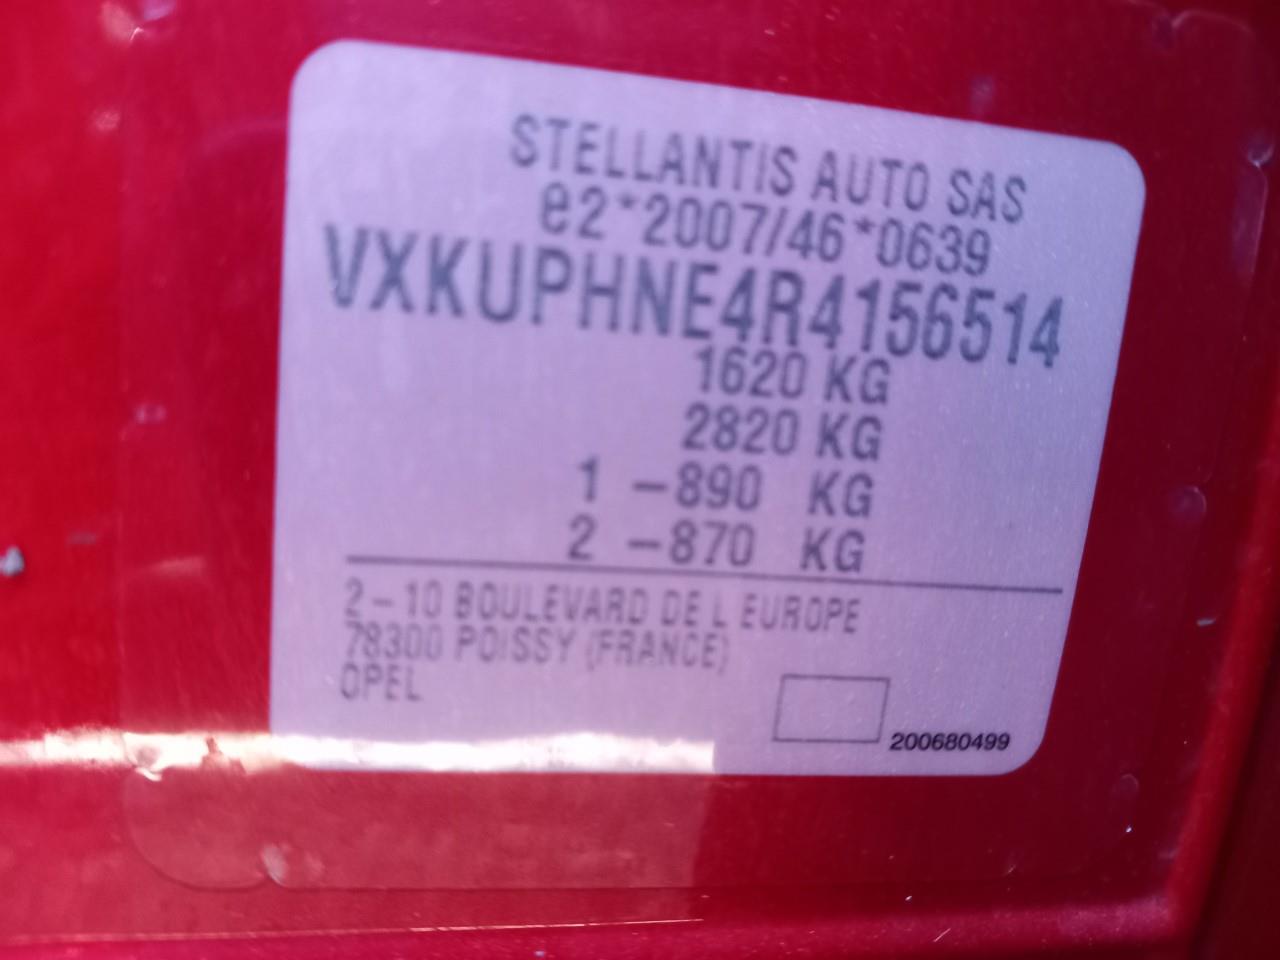 STELLANTIS AUTO SAS
e2*2007/46*0639
VXKUPHNE4R4156514
1620 KG
2820 KG
1 -890 KG
2 -870 KG
2-10 BOULEVARD DE L EUROPE
78300 POISSY (FRANCE)
OPEL
200680499